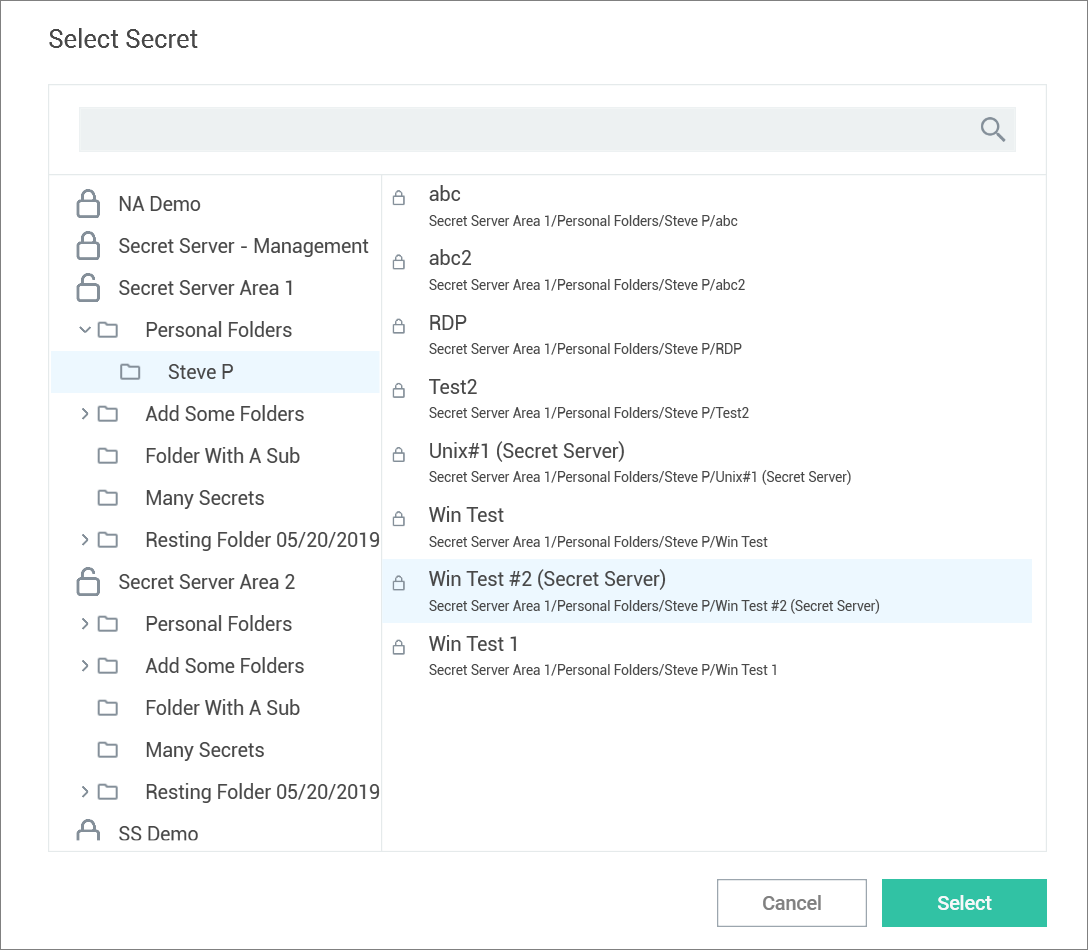 Select Secret
NA Demo
Secret Server - Management
Secret Server Area 1
Personal Folders
Steve P
Add Some Folders
Folder With A Sub
Many Secrets
Resting Folder 05/20/2019
Secret Server Area 2
Personal Folders
Add Some Folders
Folder With A Sub
Many Secrets
Resting Folder 05/20/2019
SS Demo
abc
Secret Server Area 1/Personal Folders/Steve P/abc
abc2
Secret Server Area 1/Personal Folders/Steve P/abc2
RDP
Secret Server Area 1/Personal Folders/Steve P/RDP
Test2
Secret Server Area 1/Personal Folders/Steve P/Test2
Unix#1 (Secret Server)
Secret Server Area 1/Personal Folders/Steve P/Unix#1 (Secret Server)
Win Test
Secret Server Area 1/Personal Folders/Steve P/Win Test
Win Test #2 (Secret Server)
Secret Server Area 1/Personal Folders/Steve P/Win Test #2 (Secret Server)
Win Test 1
Secret Server Area 1/Personal Folders/Steve P/Win Test 1
Cancel
Select